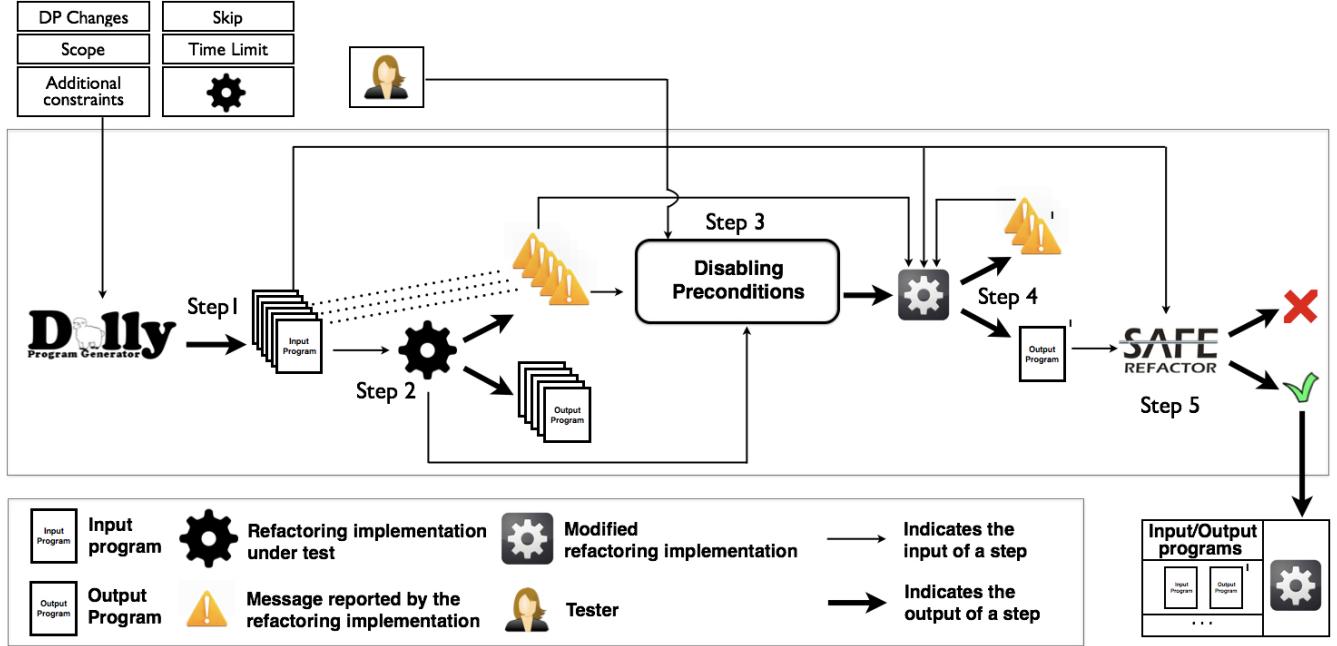 DP Changes
Skip
Scope
Time Limit
Additional
constraints
Step 3
Disabling
Preconditions
Step1
Dolly
Program Generator
Input
Program
Step 2
Output
Program
Step 4
'
Output
Program
'
SAFE
REFACTOR
Step 5
Input
Program
Input
program
Refactoring implementation
under test
Modified
refactoring implementation
Indicates the
input of a step
Output
Program
Output
Program
Message reported by the
refactoring implementation
Tester
Indicates the
output of a step
Input/Output
programs
Input
Program
Output
Program
'
...